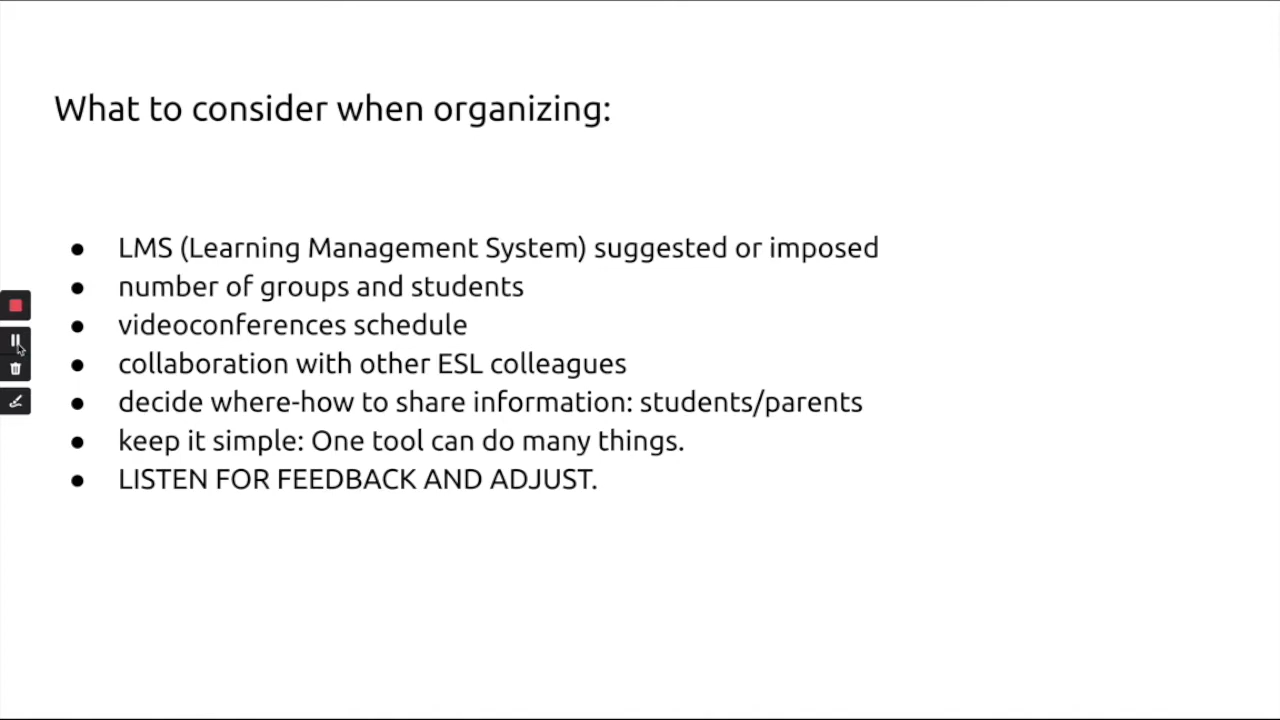 What to consider when organizing:
● LMS (Learning Management System) suggested or imposed
● number of groups and students
● videoconferences schedule
● collaboration with other ESL colleagues
● decide where-how to share information: students/parents
● keep it simple: One tool can do many things.
● LISTEN FOR FEEDBACK AND ADJUST.